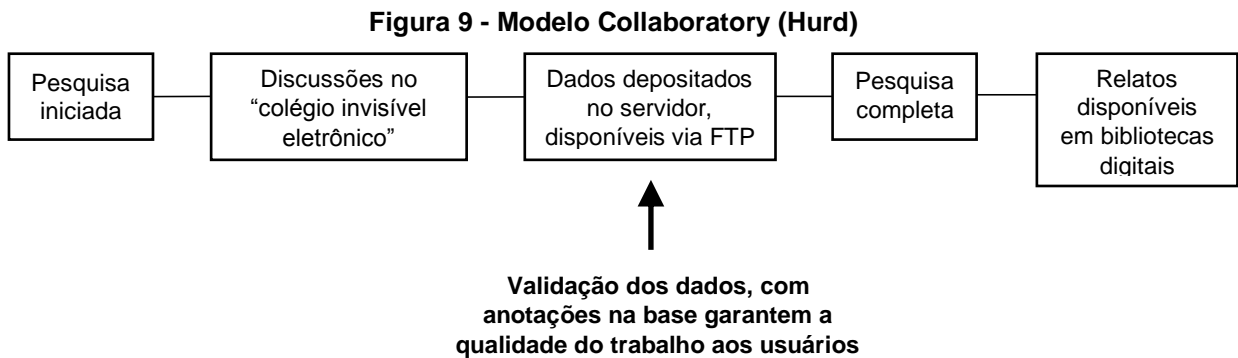 Figura 9 - Modelo Collaboratory (Hurd)
Pesquisa
iniciada
Discussões no
“colégio invisível
eletrônico”
Dados depositados
no servidor,
disponíveis via FTP
Pesquisa
completa
Relatos
disponíveis
em bibliotecas
digitais
Validação dos dados, com
anotações na base garantem a
qualidade do trabalho aos usuários